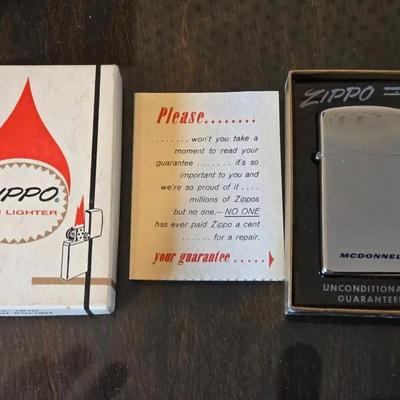 ZIPPO.
LIGHTER
Please........
.......won't you take a
moment to read your
guarantee ....... it's so
important to you and
we're so proud of it....
millions of Zippos
but no one,-- NO ONE
has ever paid Zippo a cent
......for a repair.
your guarantee .....
ZIPPO
MCDONNEL
UNCONDITIONA
GUARANTEE